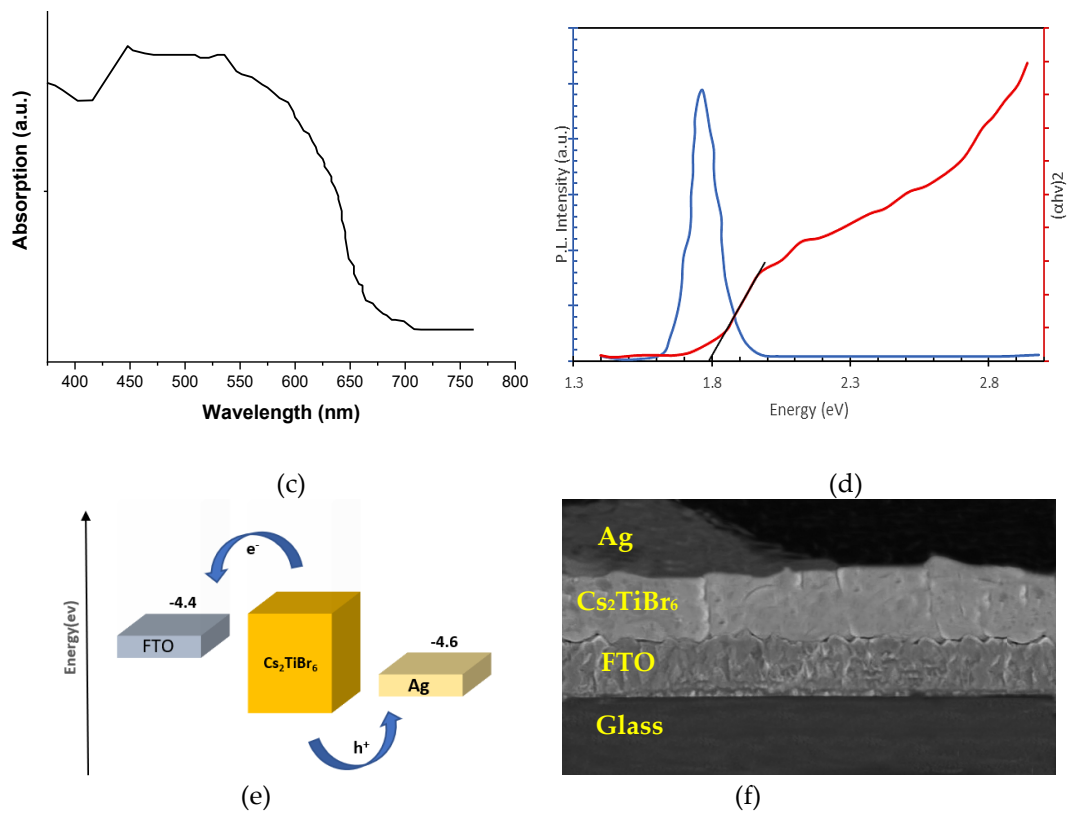 Absorption (a.u.)
400 450 500 550 600 650 700 750 800
Wavelength (nm)
(c)
P.L. Intensity (a.u.)
(αhv)2
1.3 1.8 2.3 2.8
Energy (eV)
(d)
Energy(ev)
e-
-4.4
FTO
Cs₂TiBr₆
-4.6
Ag
h+
(e)
Ag
Cs₂TiBr₆
FTO
Glass
(f)